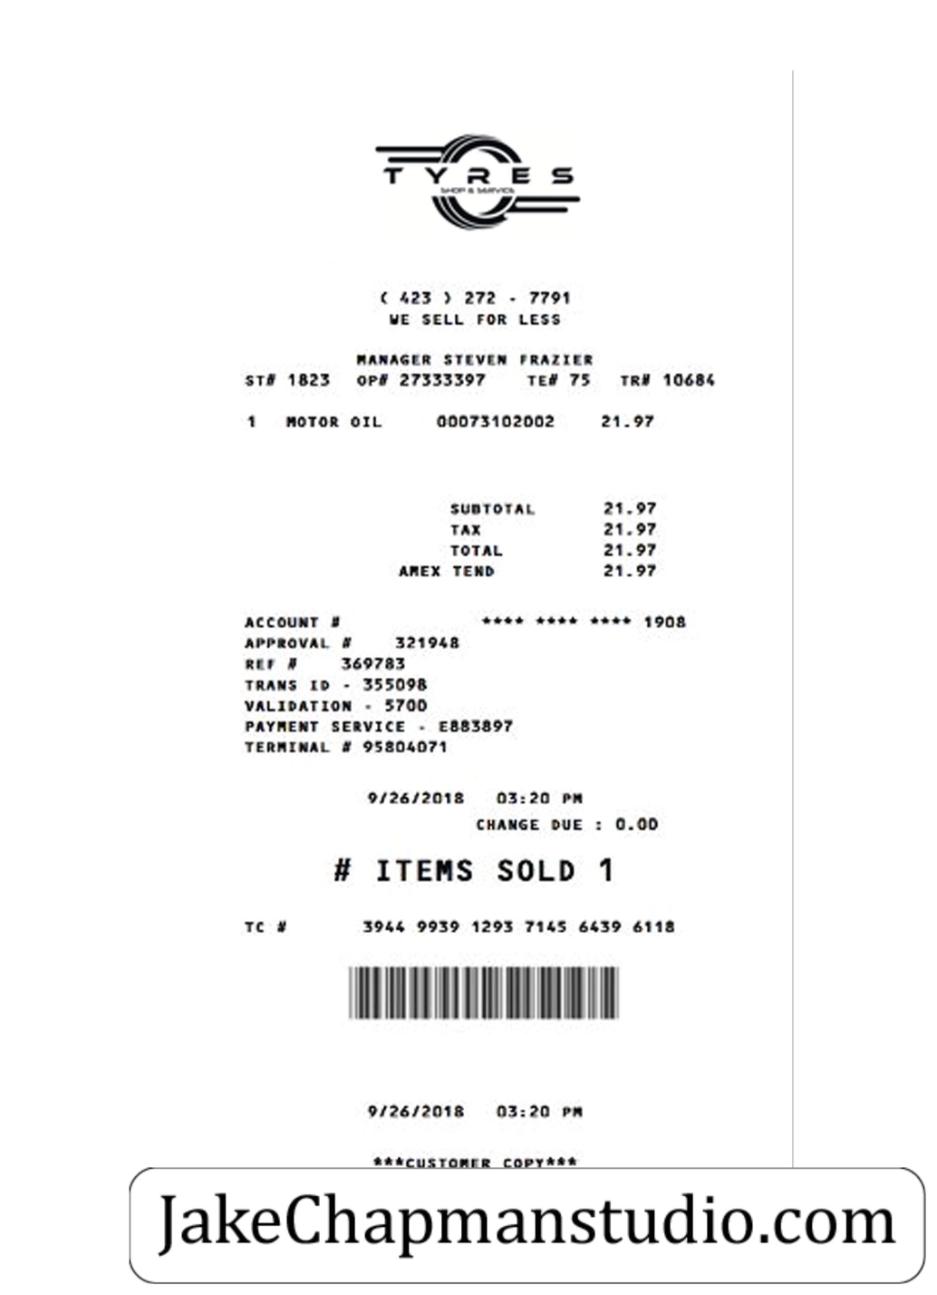 TYRES
SHOP & SERVICE
( 423 ) 272 - 7791
WE SELL FOR LESS
MANAGER STEVEN FRAZIER
ST# 1823 OP# 27333397 TE# 75 TR# 10684
1 MOTOR OIL 00073102002 21.97
SUBTOTAL 21.97
TAX 21.97
TOTAL 21.97
AMEX TEND 21.97
ACCOUNT # **** **** **** 1908
APPROVAL # 321948
REF # 369783
TRANS ID - 355098
VALIDATION - 5700
PAYMENT SERVICE - E883897
TERMINAL # 95804071
9/26/2018 03:20 PM
CHANGE DUE : 0.00
# ITEMS SOLD 1
TC # 3944 9939 1293 7145 6439 6118
9/26/2018 03:20 PM
***CUSTOMER COPY***
JakeChapmanstudio.com